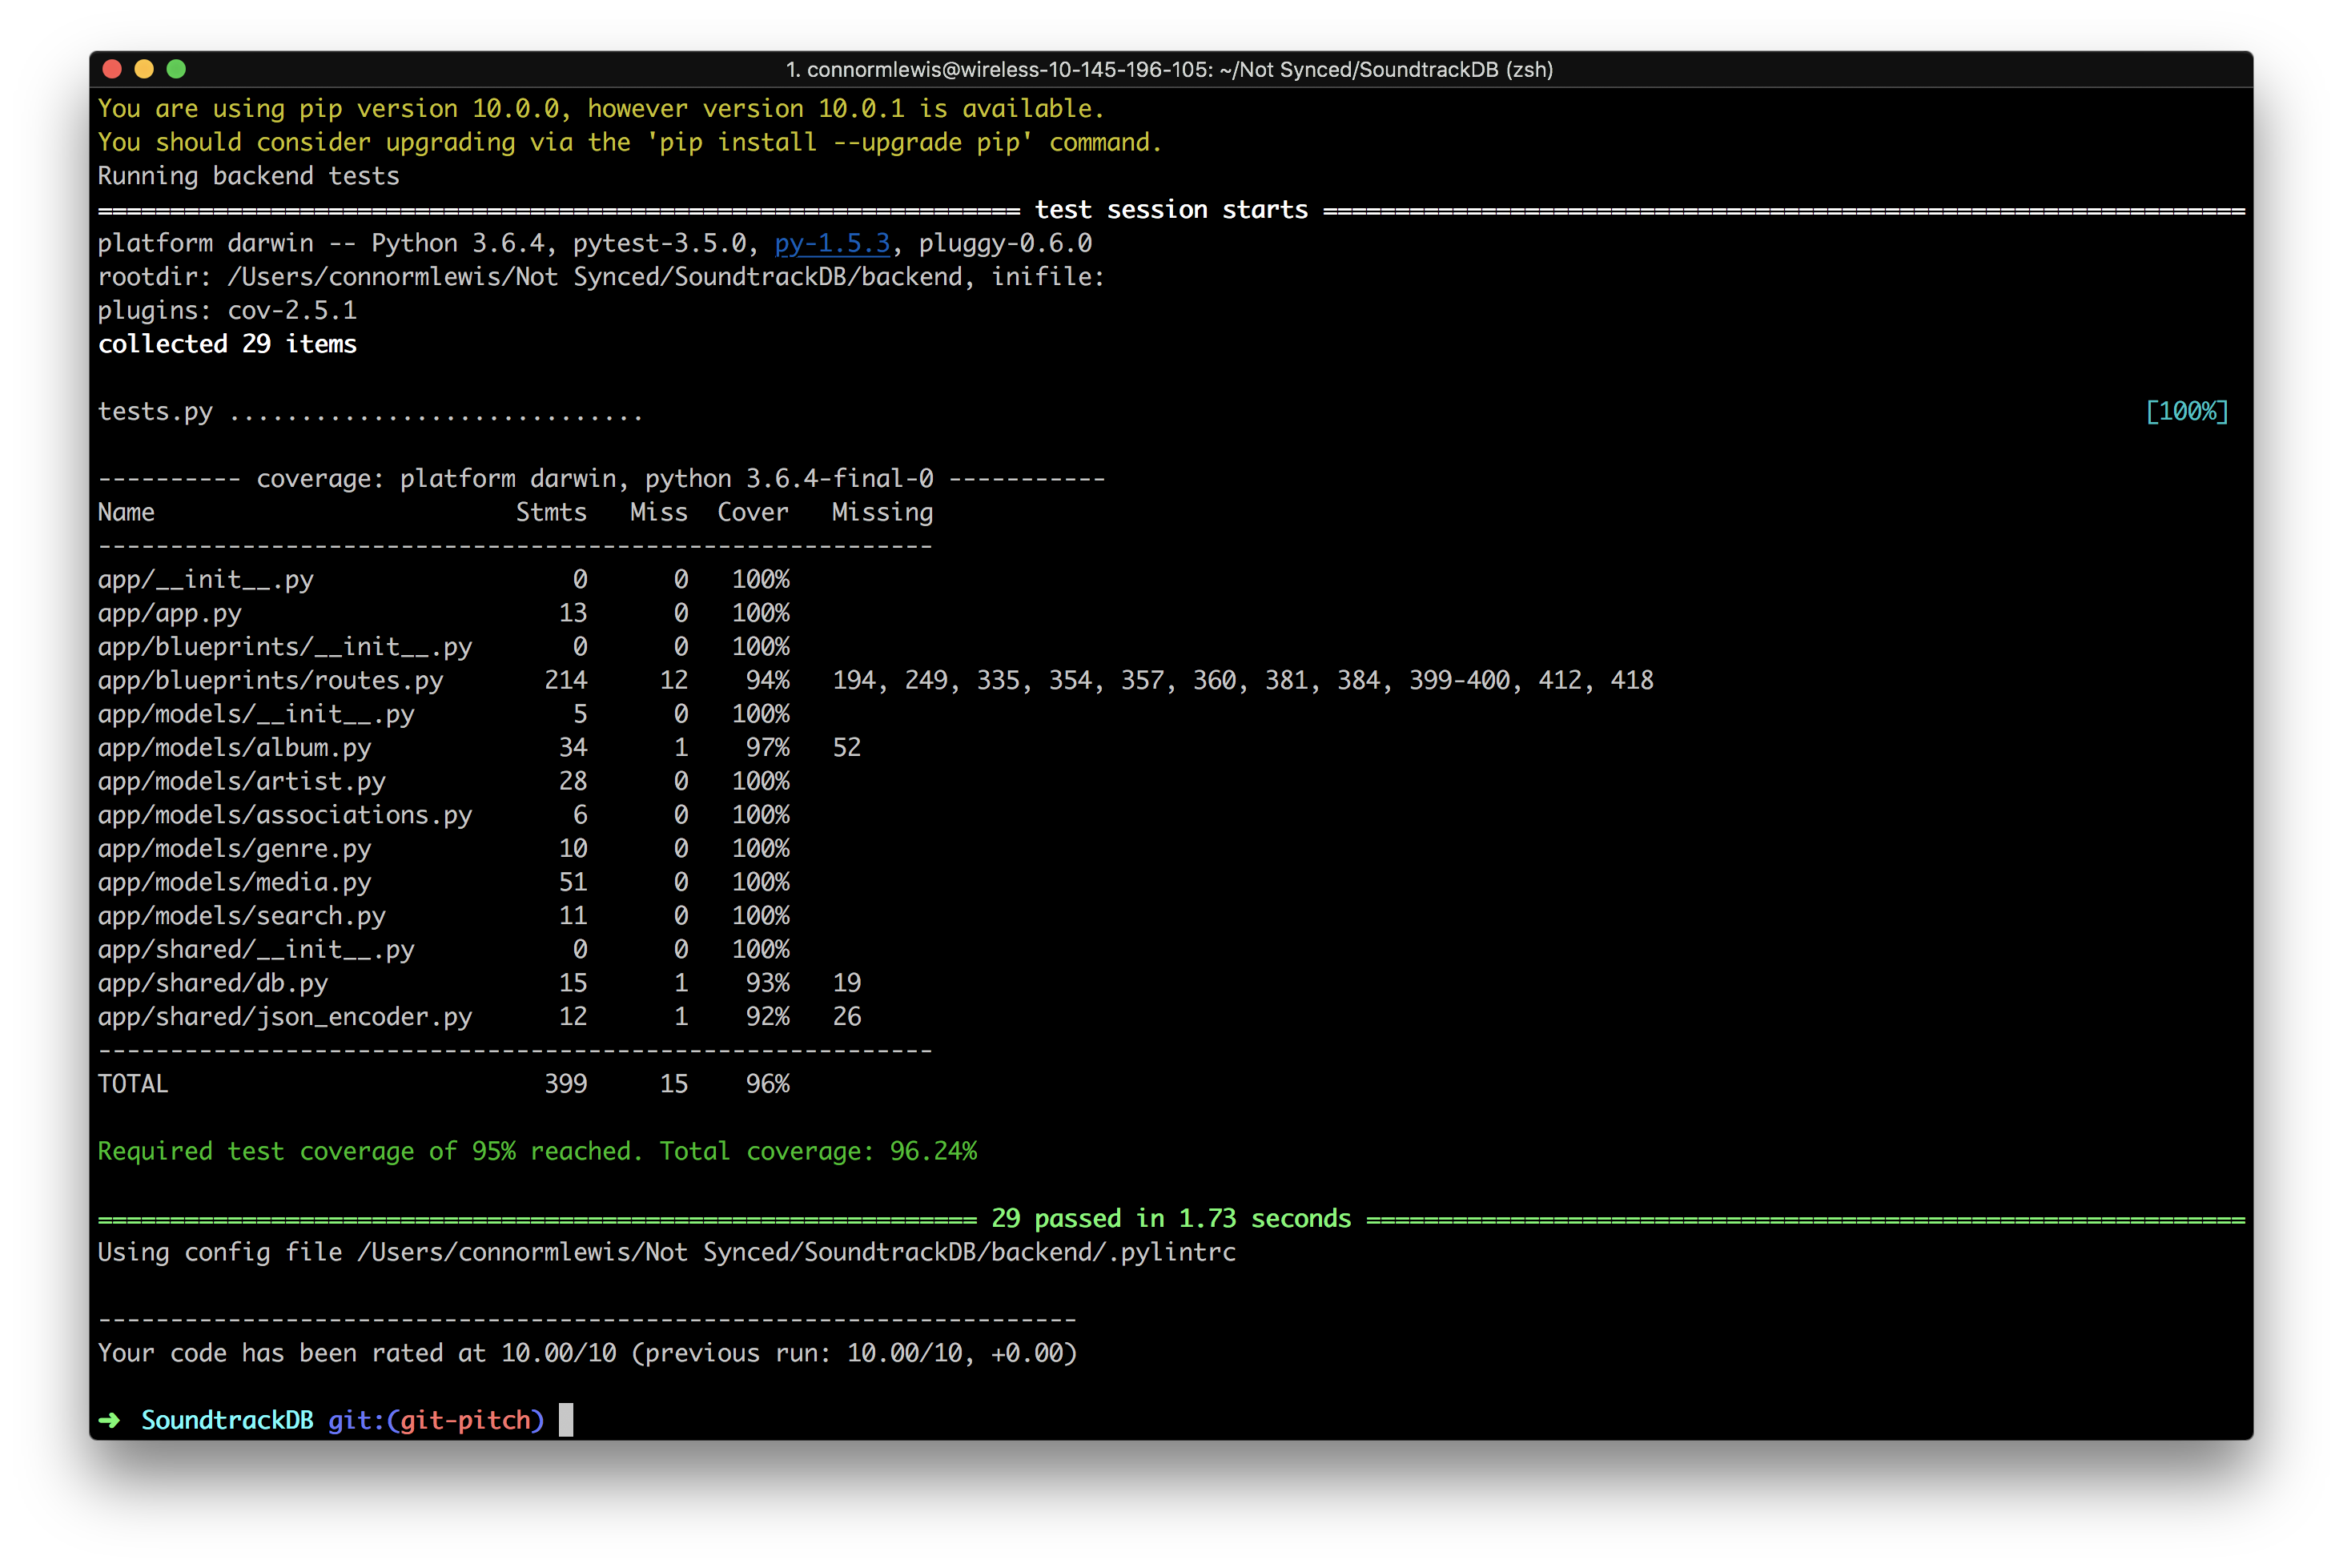 1. connormlewis@wireless-10-145-196-105: ~/Not Synced/SoundtrackDB (zsh)
You are using pip version 10.0.0, however version 10.0.1 is available.
You should consider upgrading via the 'pip install --upgrade pip' command.
Running backend tests
================================================================ test session starts ================================================================
platform darwin -- Python 3.6.4, pytest-3.5.0, py-1.5.3, pluggy-0.6.0
rootdir: /Users/connormlewis/Not Synced/SoundtrackDB/backend, inifile:
plugins: cov-2.5.1
collected 29 items
tests.py ............................. [100%]
---------- coverage: platform darwin, python 3.6.4-final-0 -----------
Name                         Stmts   Miss  Cover   Missing
----------------------------------------------------------
app/__init__.py                  0      0   100%
app/app.py                      13      0   100%
app/blueprints/__init__.py       0      0   100%
app/blueprints/routes.py       214     12    94%   194, 249, 335, 354, 357, 360, 381, 384, 399-400, 412, 418
app/models/__init__.py           5      0   100%
app/models/album.py             34      1    97%   52
app/models/artist.py            28      0   100%
app/models/associations.py       6      0   100%
app/models/genre.py             10      0   100%
app/models/media.py             51      0   100%
app/models/search.py            11      0   100%
app/shared/__init__.py           0      0   100%
app/shared/db.py                15      1    93%   19
app/shared/json_encoder.py      12      1    92%   26
----------------------------------------------------------
TOTAL                          399     15    96%
Required test coverage of 95% reached. Total coverage: 96.24%
============================================================= 29 passed in 1.73 seconds =============================================================
Using config file /Users/connormlewis/Not Synced/SoundtrackDB/backend/.pylintrc
--------------------------------------------------------------------
Your code has been rated at 10.00/10 (previous run: 10.00/10, +0.00)
➜ SoundtrackDB git:(git-pitch)